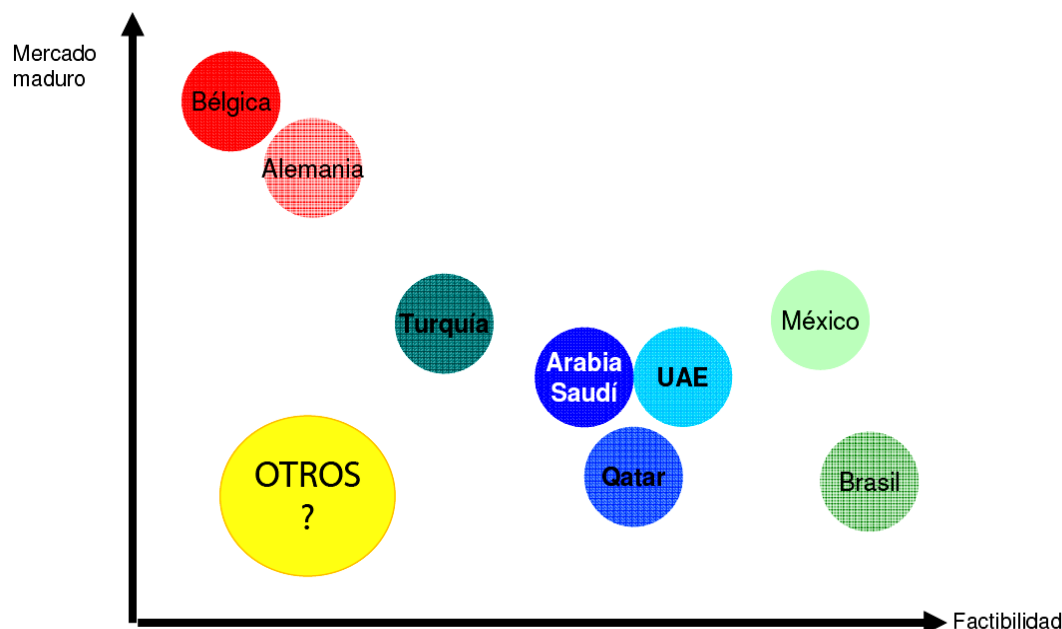 Mercado
maduro
Bélgica
Alemania
Turquía
Arabia
Saudí
UAE
México
Qatar
Brasil
OTROS
?
Factibilidad